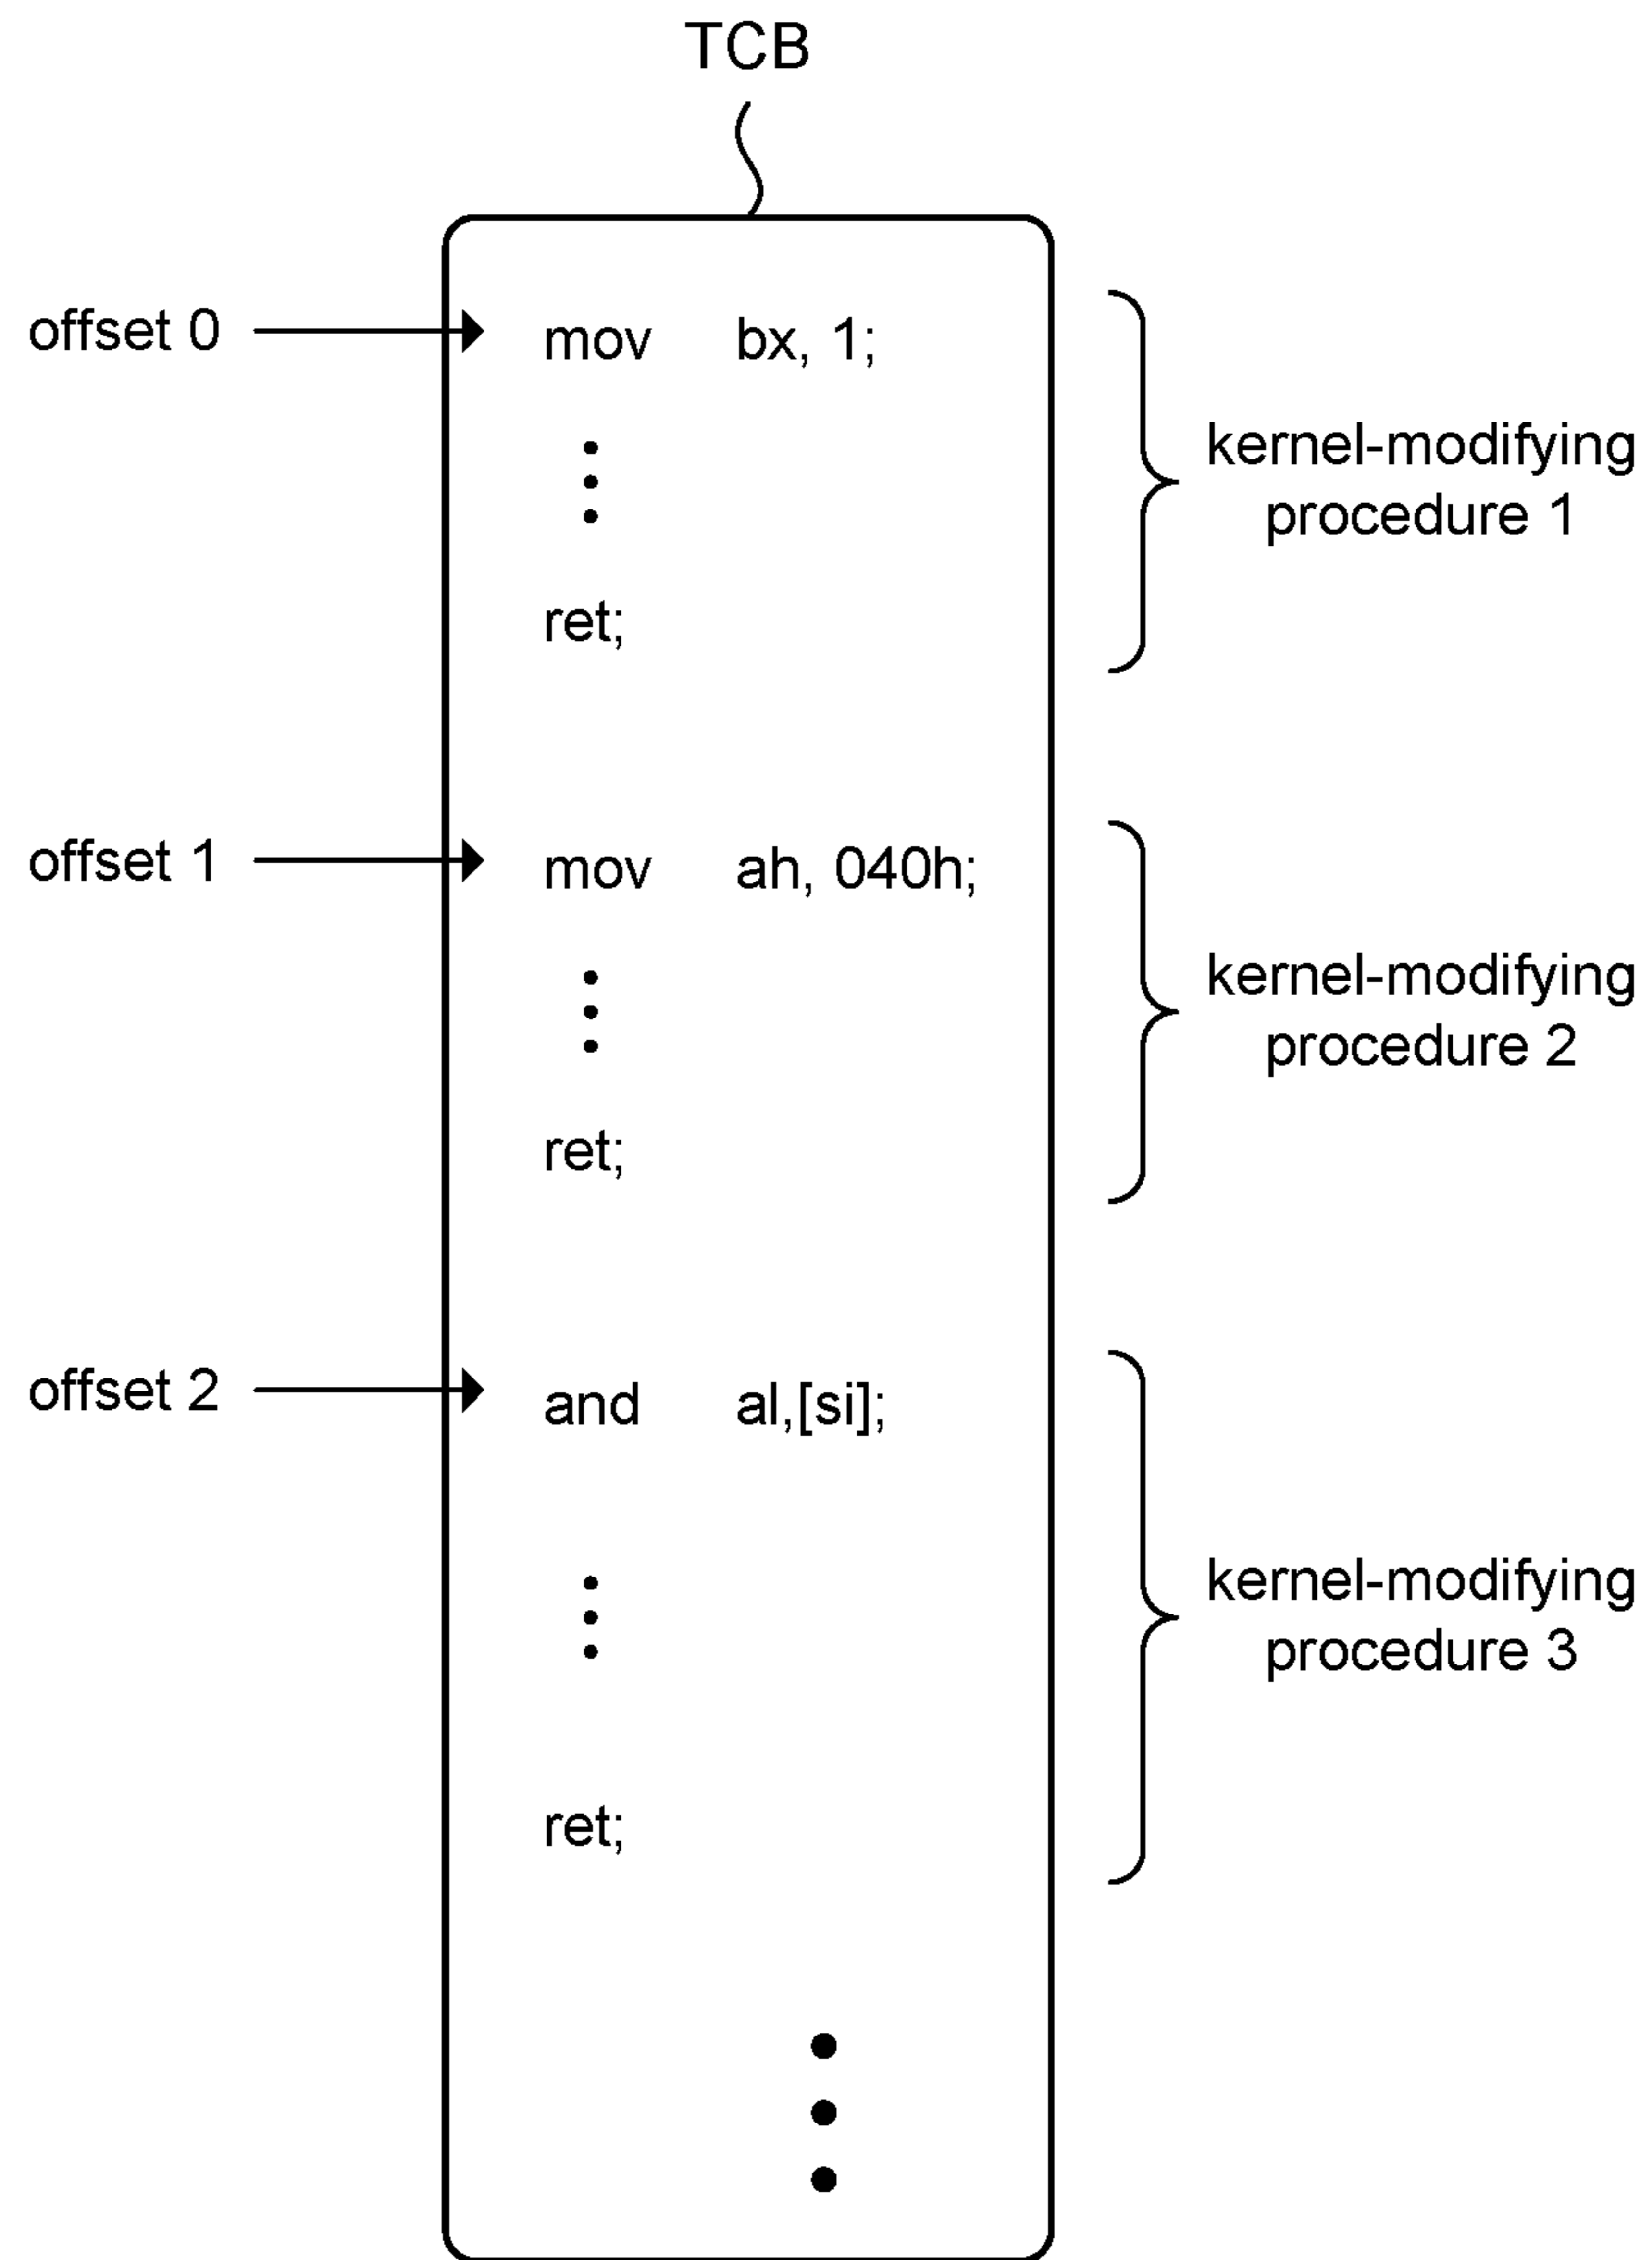 TCB
offset 0
mov bx, 1;
kernel-modifying
procedure 1
ret;
offset 1
mov ah, 040h;
kernel-modifying
procedure 2
ret;
offset 2
and al,[si];
kernel-modifying
procedure 3
ret;